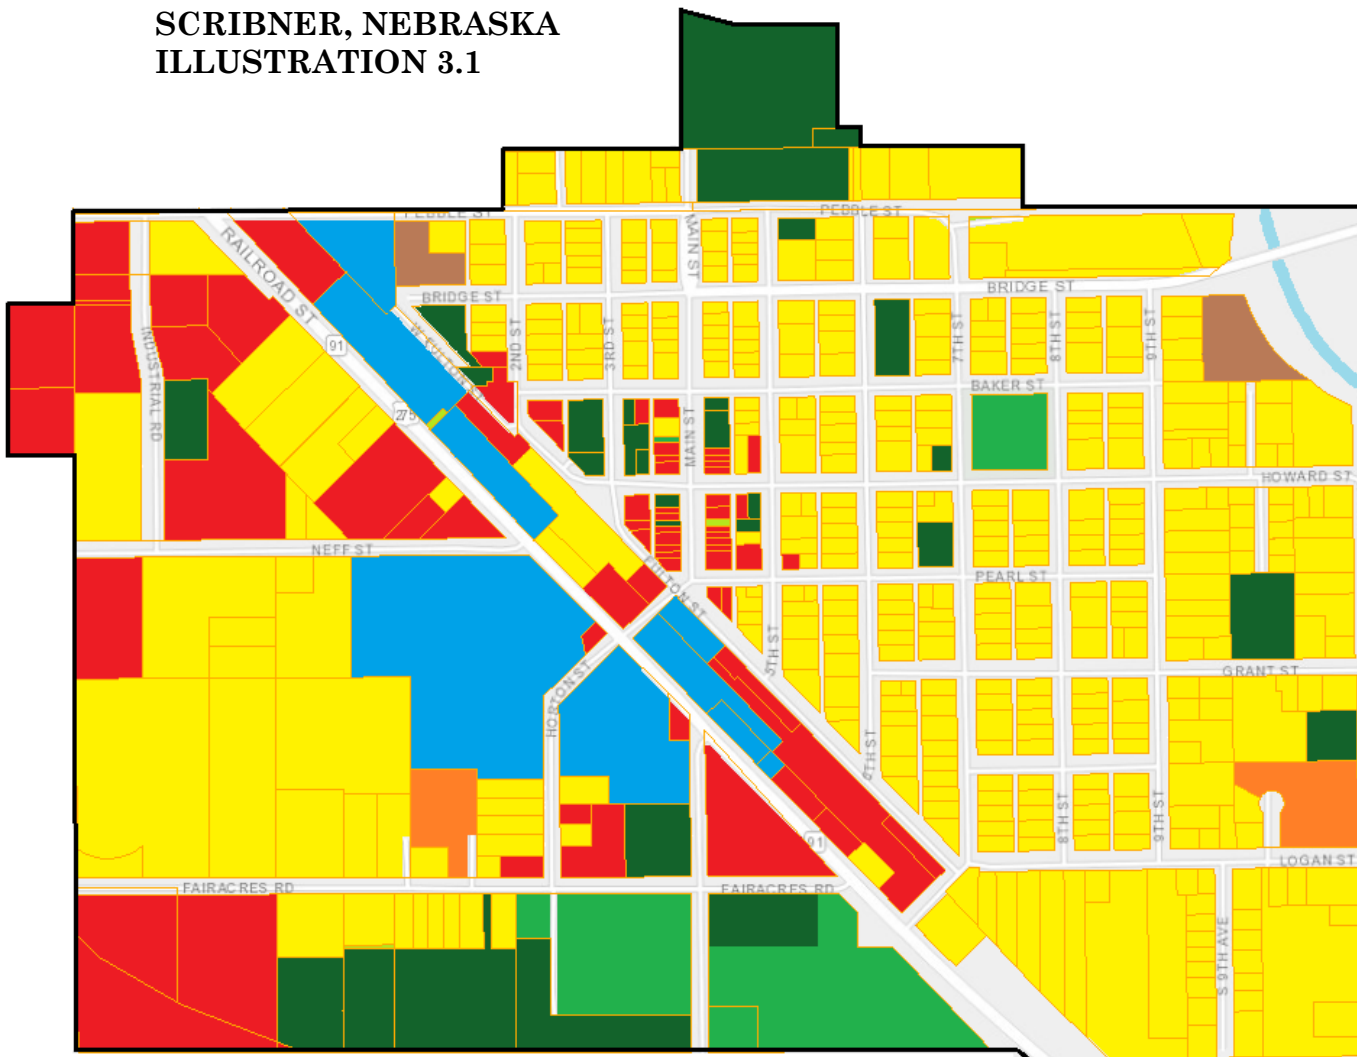 SCRIBNER, NEBRASKA
ILLUSTRATION 3.1
PEBBLE ST
PEBBLE ST
MAIN ST
RAILROAD ST
BRIDGE ST
BRIDGE ST
INDUSTRIAL RD
91
W FULTON ST
2ND ST
3RD ST
7TH ST
8TH ST
9TH ST
BAKER ST
275
MAIN ST
HOWARD ST
NEFF ST
FULTON ST
PEARL ST
5TH ST
GRANT ST
HORTON ST
6TH ST
8TH ST
9TH ST
91
LOGAN ST
FAIRACRES RD
FAIRACRES RD
S 9TH AVE